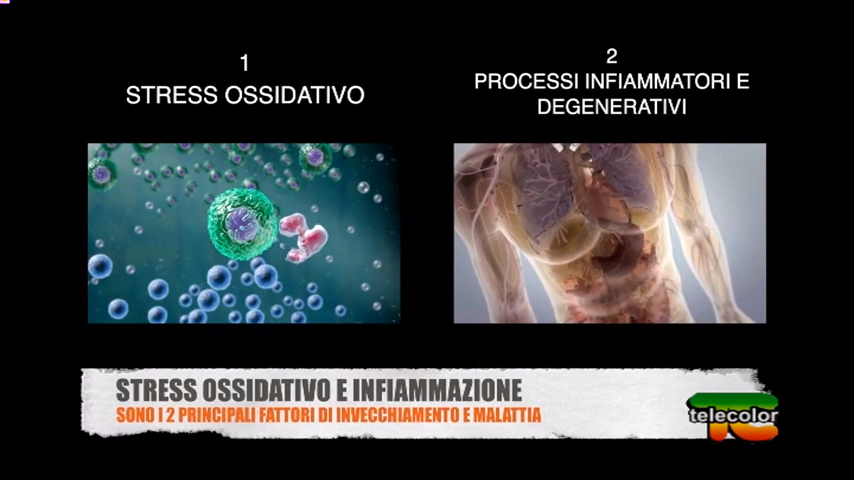 1
STRESS OSSIDATIVO
2
PROCESSI INFIAMMATORI E
DEGENERATIVI
STRESS OSSIDATIVO E INFIAMMAZIONE
SONO I 2 PRINCIPALI FATTORI DI INVECCHIAMENTO E MALATTIA
telecolor